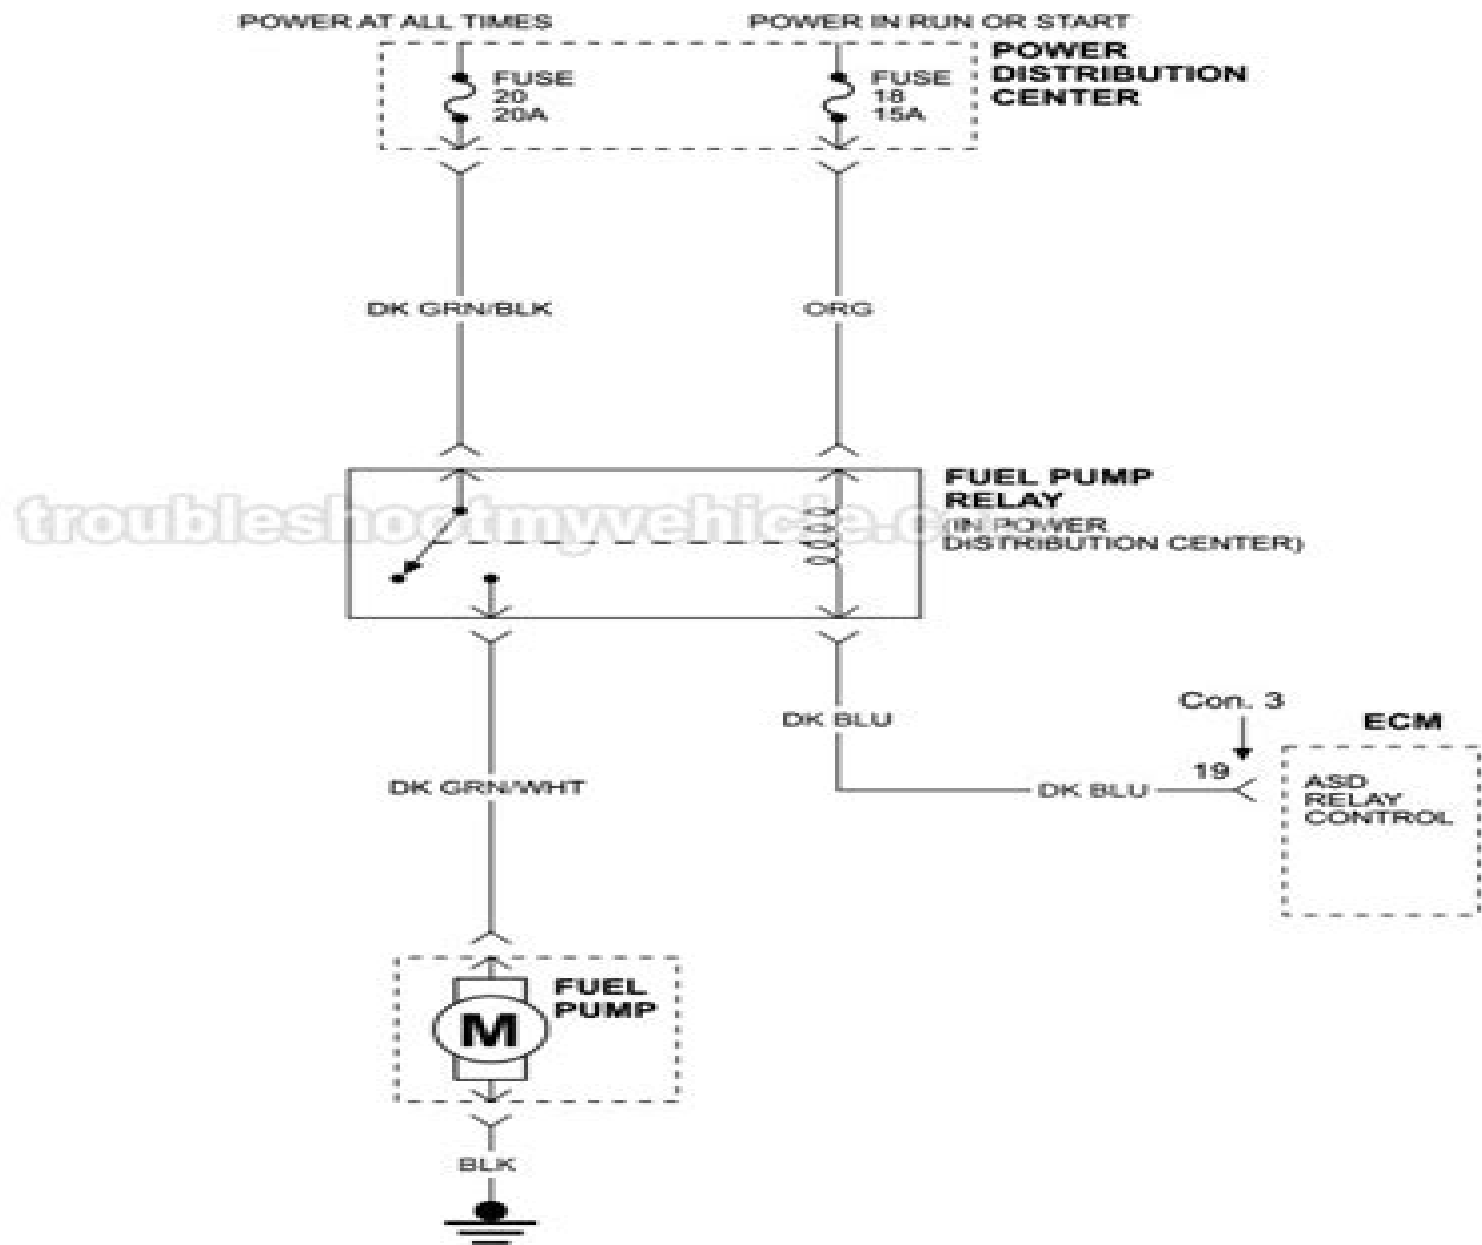 POWER AT ALL TIMES
POWER IN RUN OR START
POWER
DISTRIBUTION
CENTER
FUSE
20
20A
FUSE
18
15A
DK GRN/BLK
ORG
FUEL PUMP
RELAY
(IN POWER
DISTRIBUTION CENTER)
troubleshootmyvehicle.com
DK BLU
Con. 3
ECM
19
DK BLU
ASD
RELAY
CONTROL
DK GRN/WHT
FUEL
PUMP
M
BLK